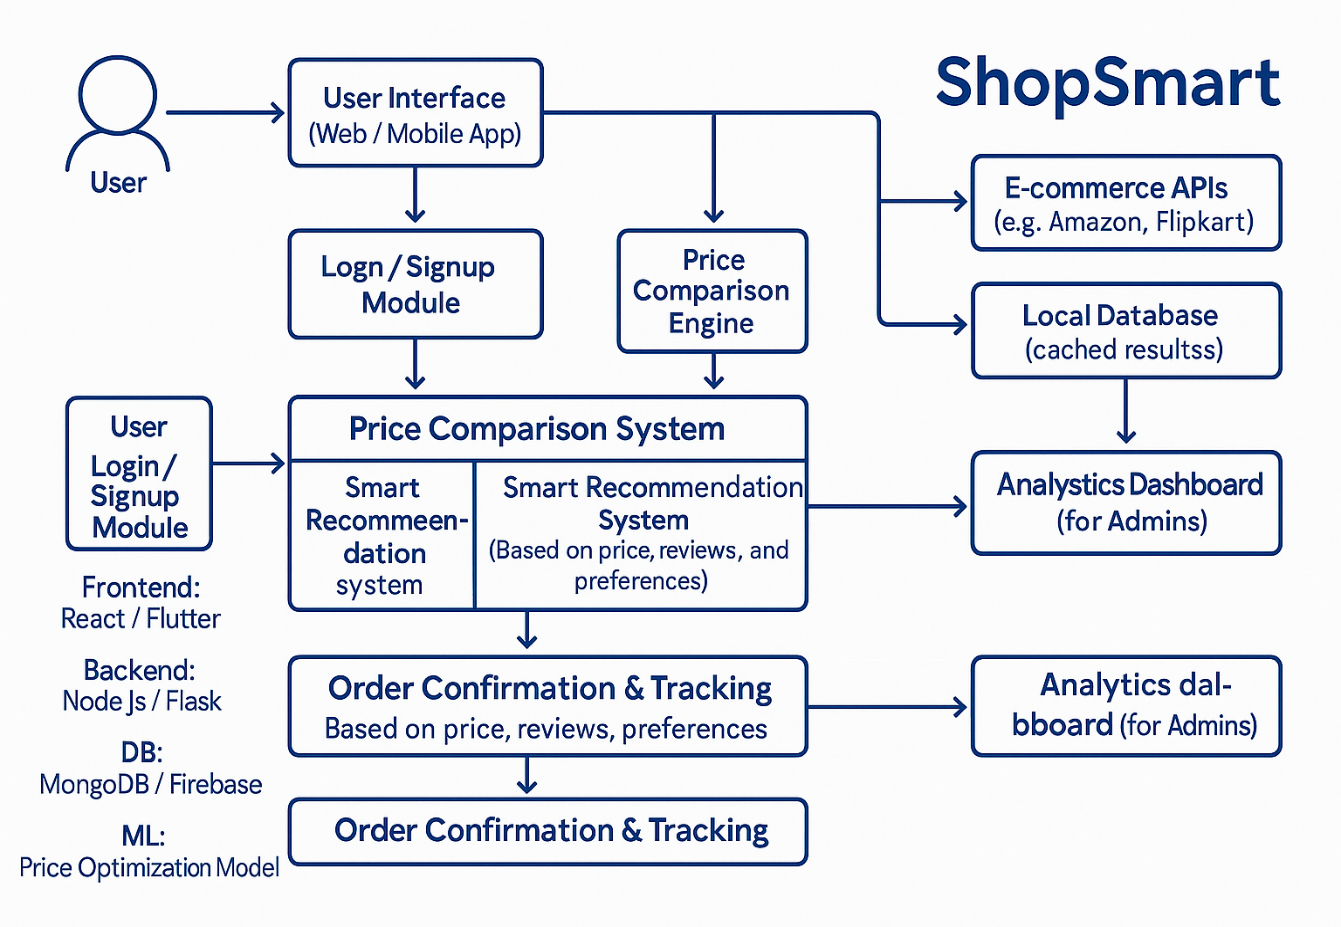 ShopSmart
User
User Interface
(Web / Mobile App)
E-commerce APIs
(e.g. Amazon, Flipkart)
Logn / Signup
Module
Price
Comparison
Engine
Local Database
(cached resultss)
User
Login /
Signup
Module
Price Comparison System
Smart
Recommeen-
dation
system
Smart Recommendation
System
(Based on price, reviews, and
preferences)
Analystics Dashboard
(for Admins)
Frontend:
React / Flutter
Backend:
Node Js / Flask
DB:
MongoDB / Firebase
ML:
Price Optimization Model
Order Confirmation & Tracking
Based on price, reviews, preferences
Analytics dal-
bboard (for Admins)
Order Confirmation & Tracking